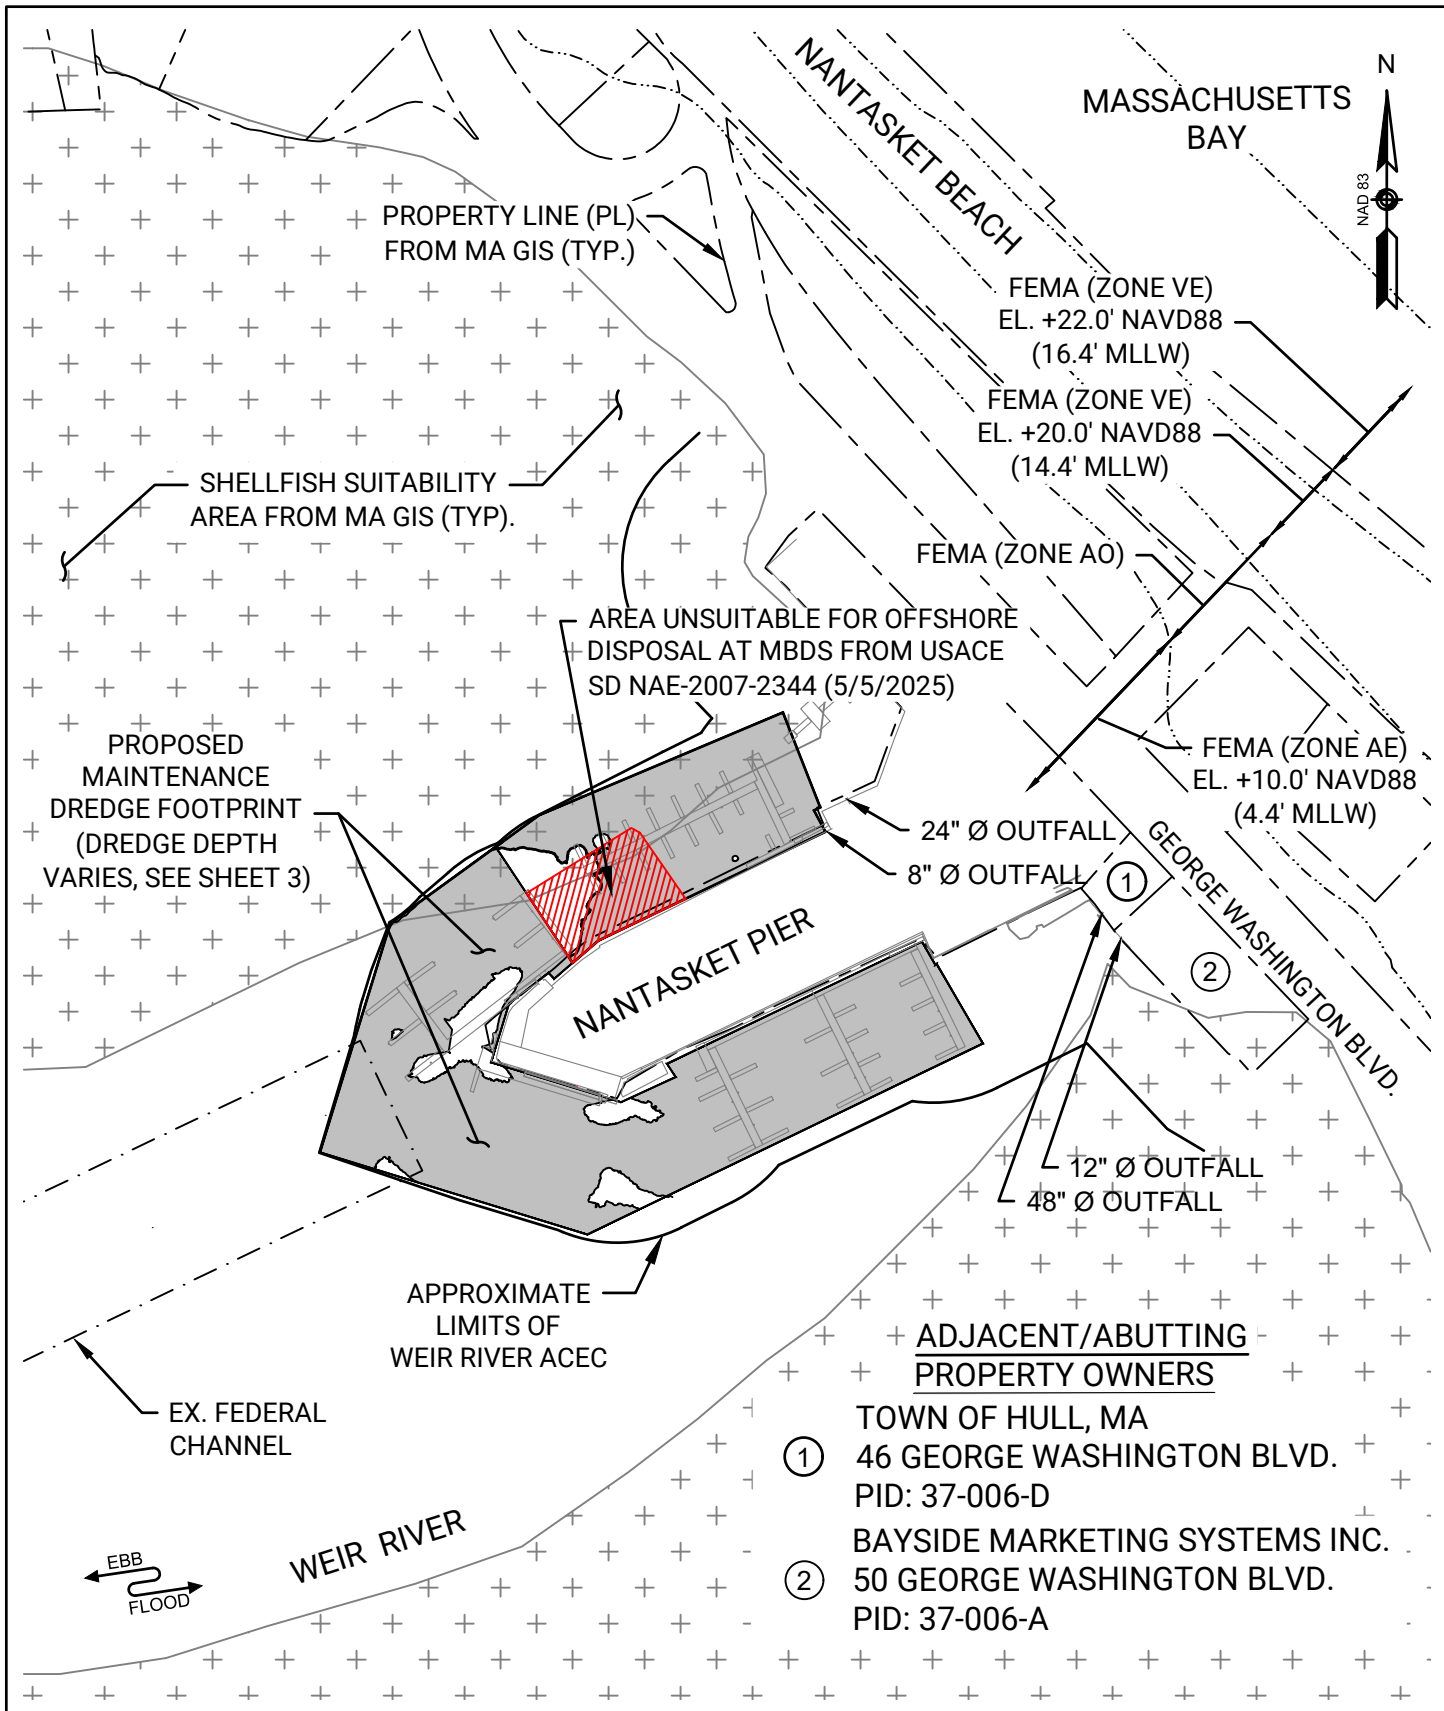 N
NAD 83
MASSACHUSETTS
BAY
NANTASKET BEACH
PROPERTY LINE (PL)
FROM MA GIS (TYP.)
FEMA (ZONE VE)
EL. +22.0' NAVD88
(16.4' MLLW)
FEMA (ZONE VE)
EL. +20.0' NAVD88
(14.4' MLLW)
SHELLFISH SUITABILITY
AREA FROM MA GIS (TYP).
FEMA (ZONE AO)
AREA UNSUITABLE FOR OFFSHORE
DISPOSAL AT MBDS FROM USACE
SD NAE-2007-2344 (5/5/2025)
PROPOSED
MAINTENANCE
DREDGE FOOTPRINT
(DREDGE DEPTH
VARIES, SEE SHEET 3)
FEMA (ZONE AE)
EL. +10.0' NAVD88
(4.4' MLLW)
24" Ø OUTFALL
8" Ø OUTFALL
1
2
GEORGE WASHINGTON BLVD.
NANTASKET PIER
12" Ø OUTFALL
48" Ø OUTFALL
APPROXIMATE
LIMITS OF
WEIR RIVER ACEC
EX. FEDERAL
CHANNEL
WEIR RIVER
EBB
FLOOD
ADJACENT/ABUTTING
PROPERTY OWNERS
TOWN OF HULL, MA
1 46 GEORGE WASHINGTON BLVD.
PID: 37-006-D
BAYSIDE MARKETING SYSTEMS INC.
2 50 GEORGE WASHINGTON BLVD.
PID: 37-006-A